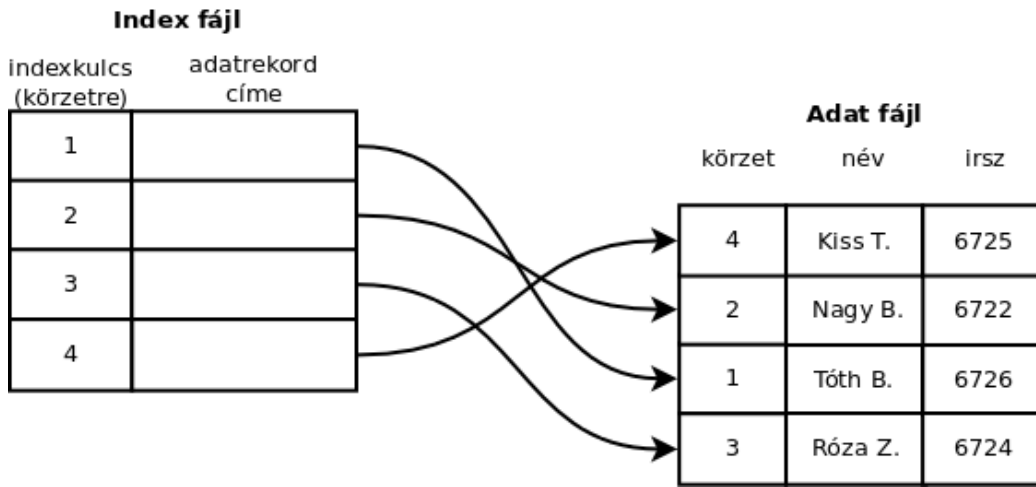 Index fájl
indexkulcs
(körzetre)
adatrekord
címe
1
2
3
4
Adat fájl
körzet név irsz
4 Kiss T. 6725
2 Nagy B. 6722
1 Tóth B. 6726
3 Róza Z. 6724